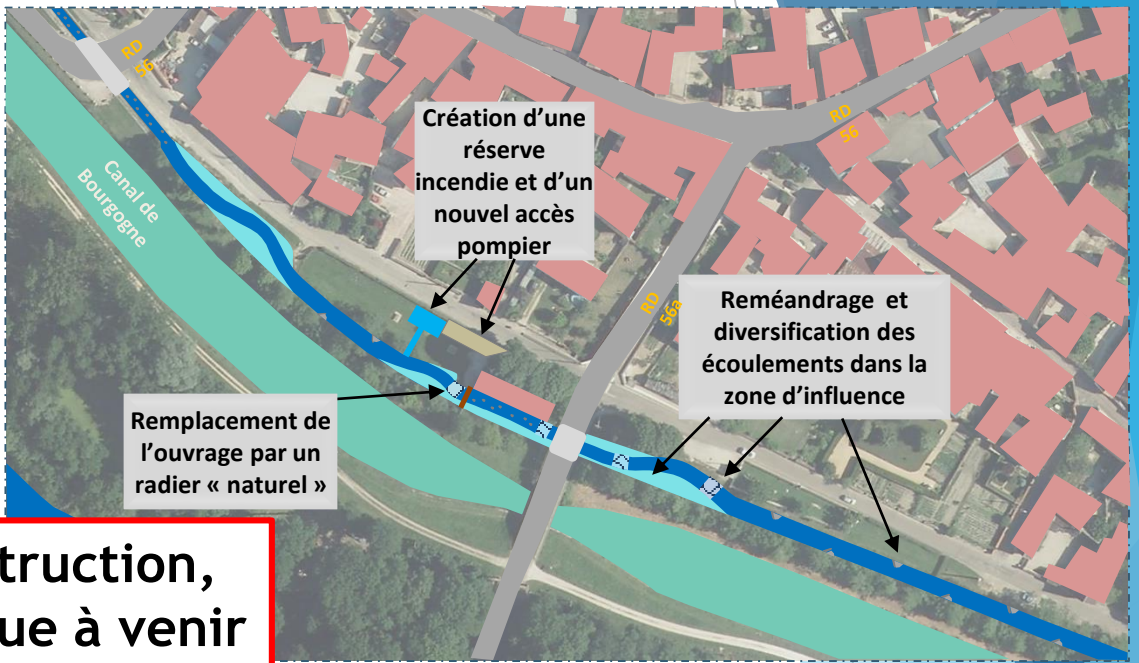 RD
56
Canal de
Bourgogne
Création d'une
réserve
incendie et d'un
nouvel accès
pompier
RD
56
RD
56a
Reméandrage et
diversification des
écoulements dans la
zone d'influence
Remplacement de
l'ouvrage par un
radier « naturel »
truction,
ue à venir